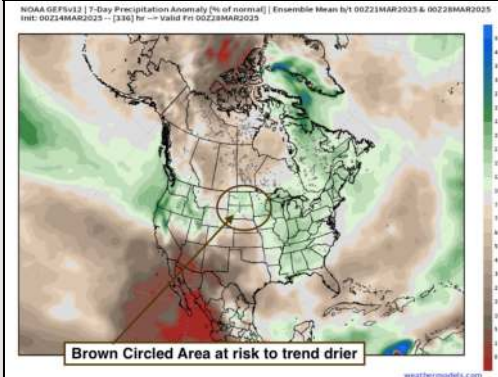 NOAA GEFSv12 | 7-Day Precipitation Anomaly [% of normal] | Ensemble Mean b/t 00Z21MAR2025 & 00Z28MAR2025
Init: 00Z14MAR2025 -- [336] hr --> Valid Fri 00Z28MAR2025
Brown Circled Area at risk to trend drier
weathermodels.com